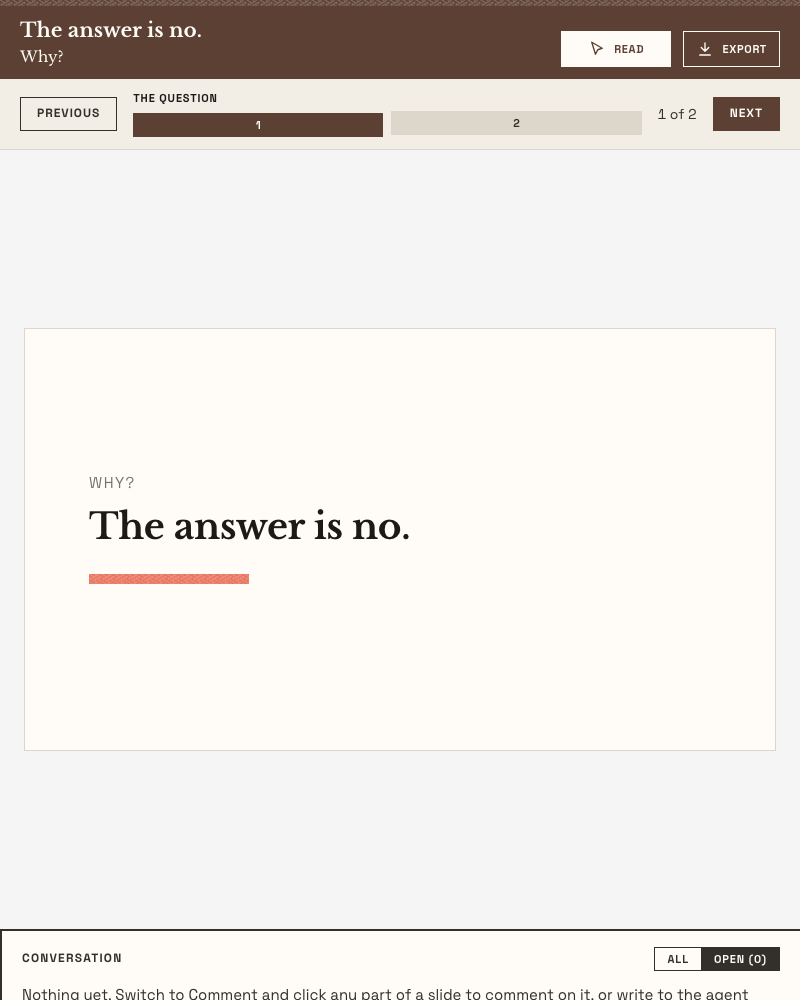 The answer is no.
Why?
READ
EXPORT
PREVIOUS
THE QUESTION
1
2
1 of 2
NEXT
WHY?
The answer is no.
CONVERSATION
ALL
OPEN (0)
Nothing yet. Switch to Comment and click any part of a slide to comment on it, or write to the agent